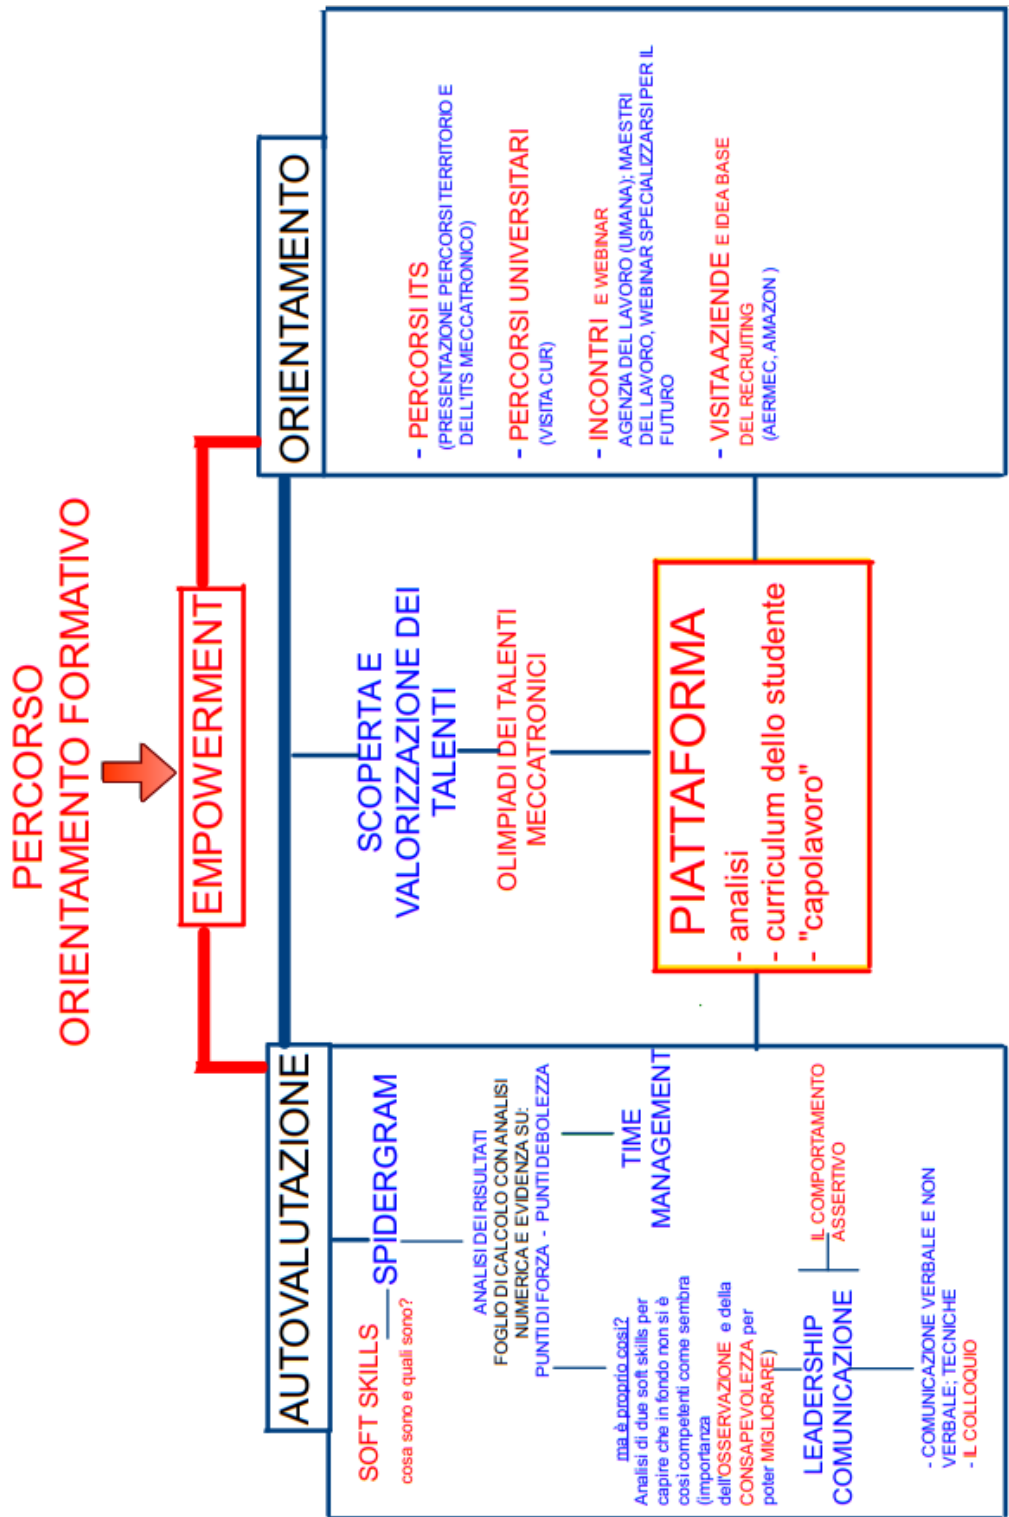 PERCORSO
ORIENTAMENTO FORMATIVO
EMPOWERMENT
AUTOVALUTAZIONE
SOFT SKILLS
cosa sono e quali sono?
SPIDERGRAM
ANALISI DEI RISULTATI
FOGLIO DI CALCOLO CON ANALISI
NUMERICA E EVIDENZA SU:
PUNTI DI FORZA - PUNTI DEBOLEZZA
ma è proprio così?
Analisi di due soft skills per
capire che in fondo non si è
così competenti come sembra
(importanza
dell'OSSERVAZIONE e della
CONSAPEVOLEZZA per
poter MIGLIORARE)
TIME
MANAGEMENT
LEADERSHIP
COMUNICAZIONE
IL COMPORTAMENTO
ASSERTIVO
- COMUNICAZIONE VERBALE E NON
VERBALE; TECNICHE
- IL COLLOQUIO
SCOPERTA E
VALORIZZAZIONE DEI
TALENTI
OLIMPIADI DEI TALENTI
MECCATRONICI
PIATTAFORMA
- analisi
- curriculum dello studente
- "capolavoro"
ORIENTAMENTO
- PERCORSI ITS
(PRESENTAZIONE PERCORSI TERRITORIO E
DELL'ITS MECCATRONICO)
- PERCORSI UNIVERSITARI
(VISITA CUR)
- INCONTRI E WEBINAR
AGENZIA DEL LAVORO (UMANA); MAESTRI
DEL LAVORO, WEBINAR SPECIALIZZARSI PER IL
FUTURO
- VISITA AZIENDE E IDEA BASE
DEL RECRUITING
(AERMEC, AMAZON )